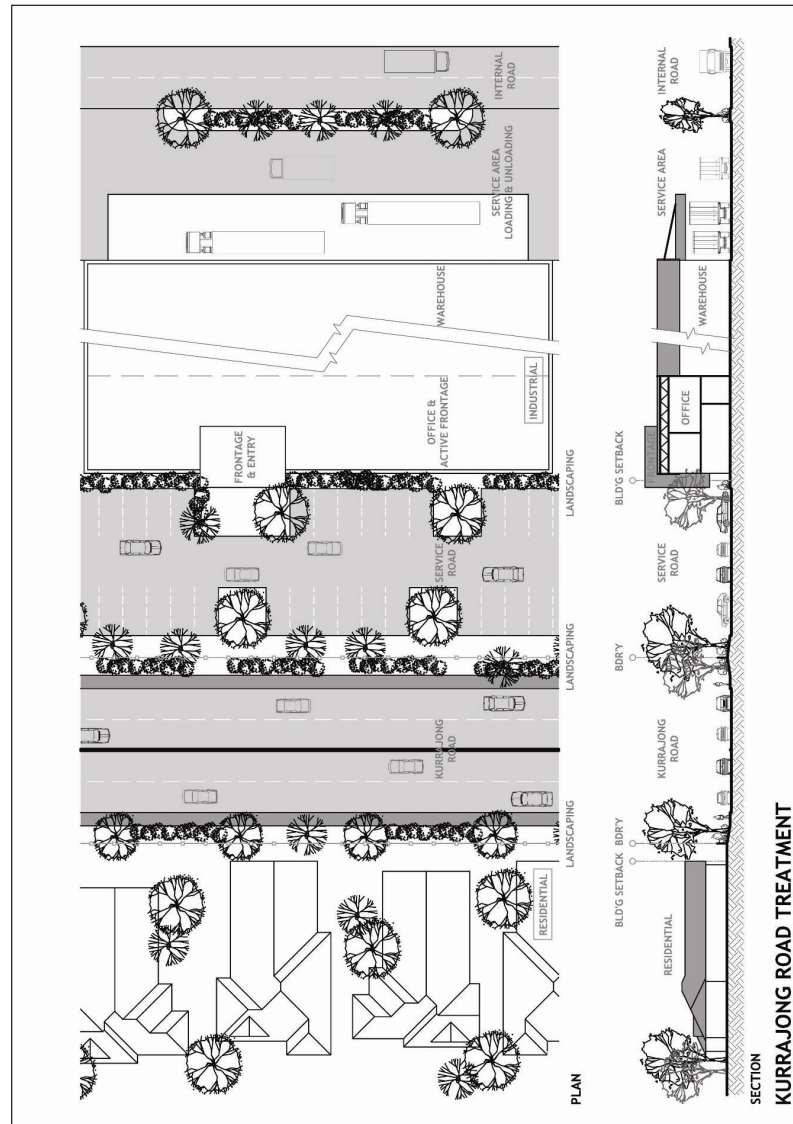 RESIDENTIAL
KURRAJONG
ROAD
SERVICE
ROAD
FRONTAGE
& ENTRY
OFFICE &
ACTIVE FRONTAGE
INDUSTRIAL
WAREHOUSE
SERVICE AREA
LOADING & UNLOADING
INTERNAL
ROAD
LANDSCAPING
LANDSCAPING
LANDSCAPING
PLAN
BLD'G SETBACK
BDR'Y
BDR'Y
BLD'G SETBACK
RESIDENTIAL
KURRAJONG
ROAD
SERVICE
ROAD
FRONTAGE
OFFICE
WAREHOUSE
SERVICE AREA
INTERNAL
ROAD
SECTION
KURRAJONG ROAD TREATMENT